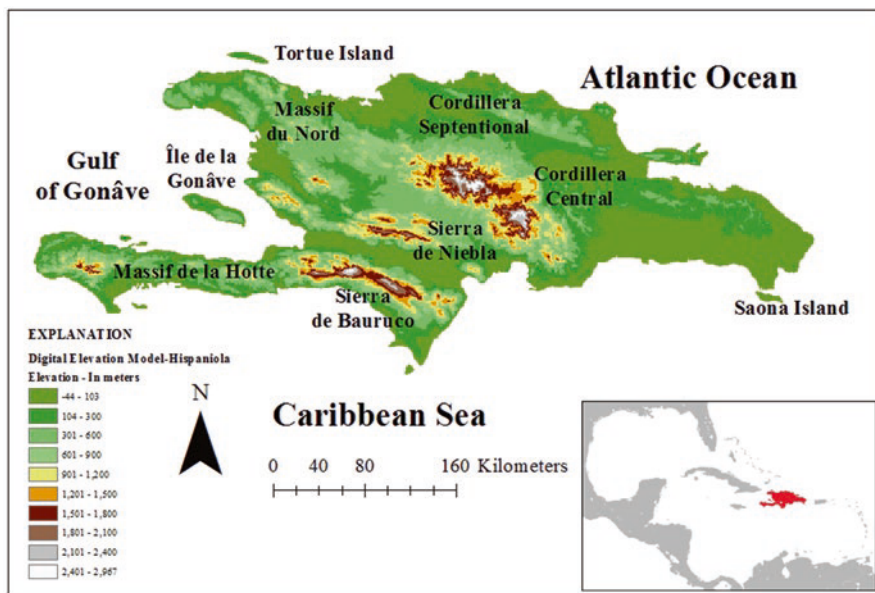 Tortue Island
Atlantic Ocean
Massif
du Nord
Cordillera
Septentional
Gulf
of Gonâve
Île de la
Gonâve
Cordillera
Central
Sierra
de Niebla
Massif de la Hotte
Sierra
de Bauruco
Saona Island
EXPLANATION
Digital Elevation Model-Hispaniola
Elevation - In meters
-44 - 103
104 - 300
301 - 600
601 - 900
901 - 1,200
1,201 - 1,500
1,501 - 1,800
1,801 - 2,100
2,101 - 2,400
2,401 - 2,967
N
Caribbean Sea
0 40 80 160 Kilometers